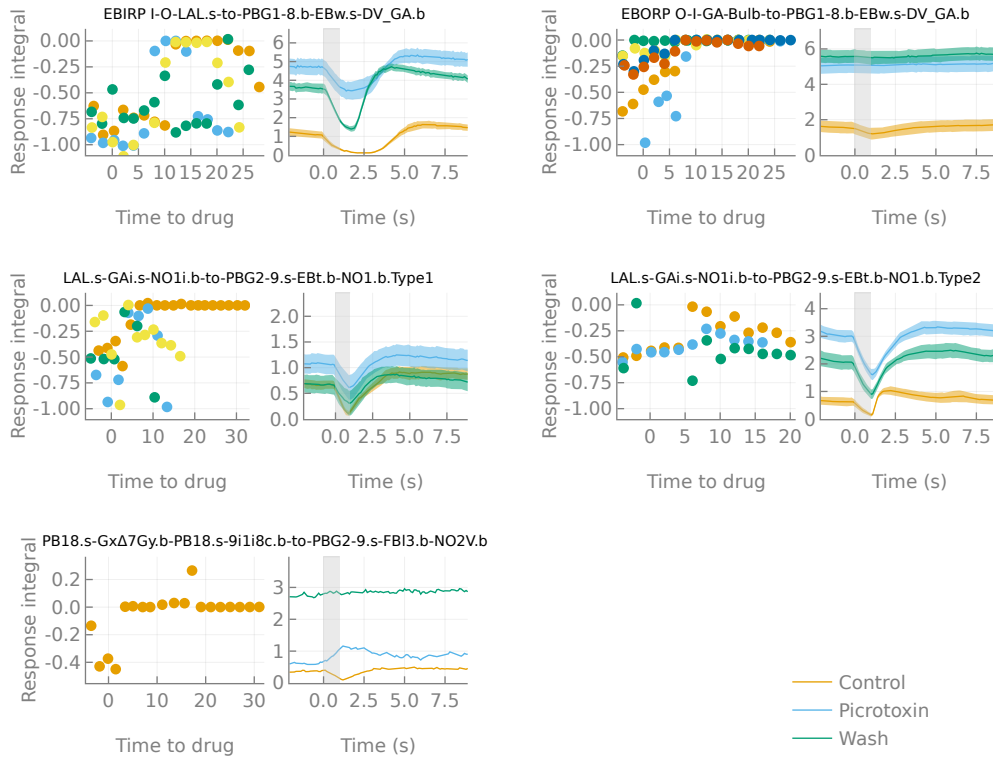 EBIRP I-O-LAL.s-to-PBG1-8.b-EBw.s-DV_GA.b
Response integral
0.00
-0.25
-0.50
-0.75
-1.00
0 5 10 15 20 25
Time to drug
6
5
4
3
2
1
0
0.0 2.5 5.0 7.5
Time (s)
EBORP O-I-GA-Bulb-to-PBG1-8.b-EBw.s-DV_GA.b
Response integral
0.00
-0.25
-0.50
-0.75
-1.00
0 5 10 15 20 25
Time to drug
6
5
4
3
2
1
0
0.0 2.5 5.0 7.5
Time (s)
LAL.s-GAi.s-NO1i.b-to-PBG2-9.s-EBt.b-NO1.b.Type1
Response integral
0.00
-0.25
-0.50
-0.75
-1.00
0 10 20 30
Time to drug
2.0
1.5
1.0
0.5
0.0
0.0 2.5 5.0 7.5
Time (s)
LAL.s-GAi.s-NO1i.b-to-PBG2-9.s-EBt.b-NO1.b.Type2
Response integral
0.00
-0.25
-0.50
-0.75
-1.00
0 5 10 15 20
Time to drug
4
3
2
1
0
0.0 2.5 5.0 7.5
Time (s)
PB18.s-GxΔ7Gy.b-PB18.s-9i1i8c.b-to-PBG2-9.s-FBl3.b-NO2V.b
Response integral
0.2
0.0
-0.2
-0.4
0 10 20 30
Time to drug
3
2
1
0
0.0 2.5 5.0 7.5
Time (s)
Control
Picrotoxin
Wash